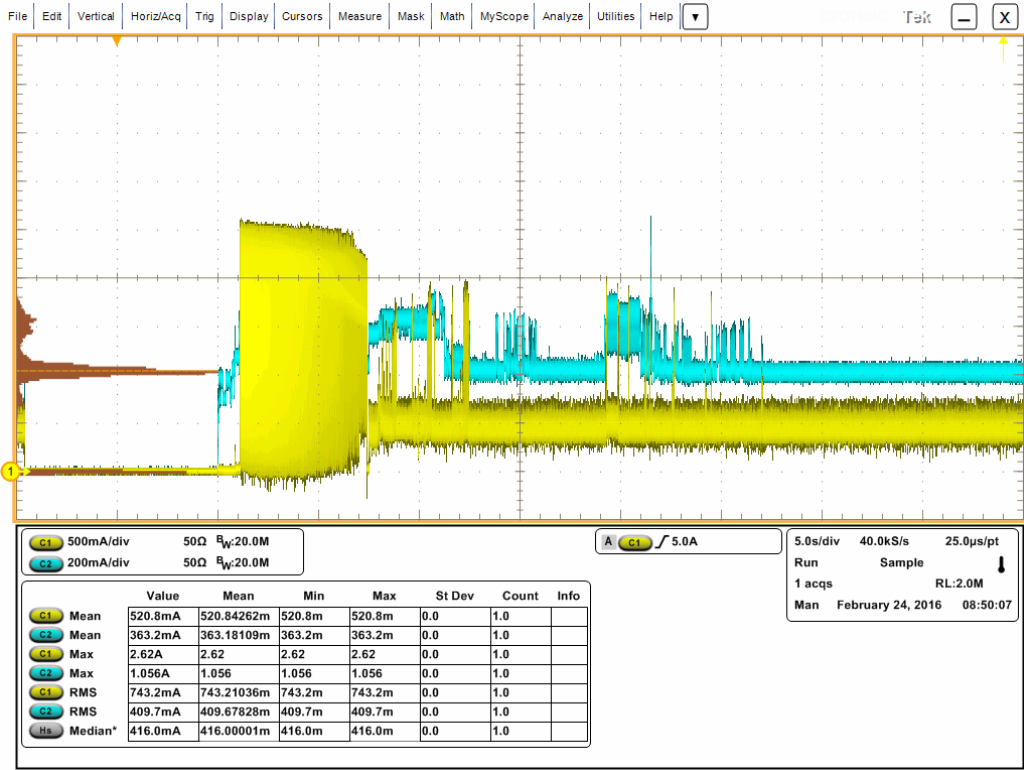 File Edit Vertical Horiz/Acq Trig Display Cursors Measure Mask Math MyScope Analyze Utilities Help ▼ Tek X
1
C1 500mA/div 50Ω BW:20.0M
C2 200mA/div 50Ω BW:20.0M
A C1 5.0A
5.0s/div 40.0kS/s 25.0µs/pt
Run Sample
1 acqs RL:2.0M
Man February 24, 2016 08:50:07
Value Mean Min Max St Dev Count Info
C1 Mean 520.8mA 520.84262m 520.8m 520.8m 0.0 1.0
C2 Mean 363.2mA 363.18109m 363.2m 363.2m 0.0 1.0
C1 Max 2.62A 2.62 2.62 2.62 0.0 1.0
C2 Max 1.056A 1.056 1.056 1.056 0.0 1.0
C1 RMS 743.2mA 743.21036m 743.2m 743.2m 0.0 1.0
C2 RMS 409.7mA 409.67828m 409.7m 409.7m 0.0 1.0
Hs Median* 416.0mA 416.00001m 416.0m 416.0m 0.0 1.0